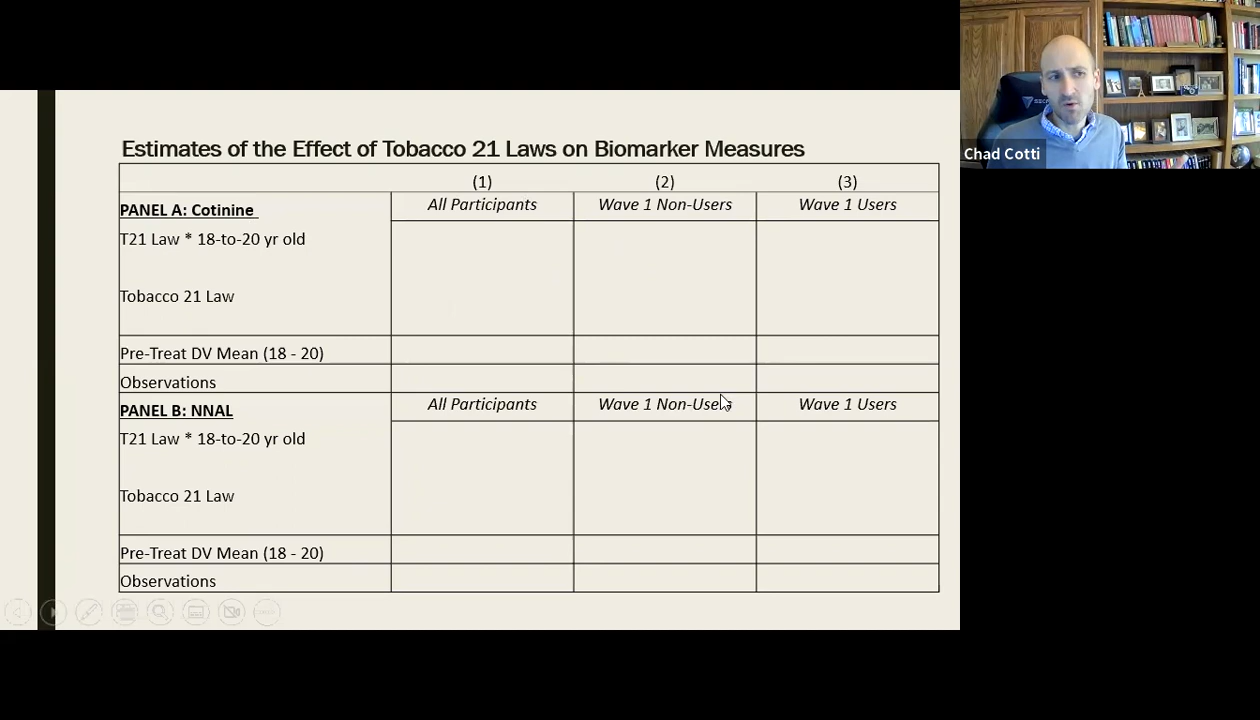 Estimates of the Effect of Tobacco 21 Laws on Biomarker Measures
(1) (2) (3)
PANEL A: Cotinine All Participants Wave 1 Non-Users Wave 1 Users
T21 Law * 18-to-20 yr old
Tobacco 21 Law
Pre-Treat DV Mean (18 - 20)
Observations
PANEL B: NNAL All Participants Wave 1 Non-Users Wave 1 Users
T21 Law * 18-to-20 yr old
Tobacco 21 Law
Pre-Treat DV Mean (18 - 20)
Observations
Chad Cotti